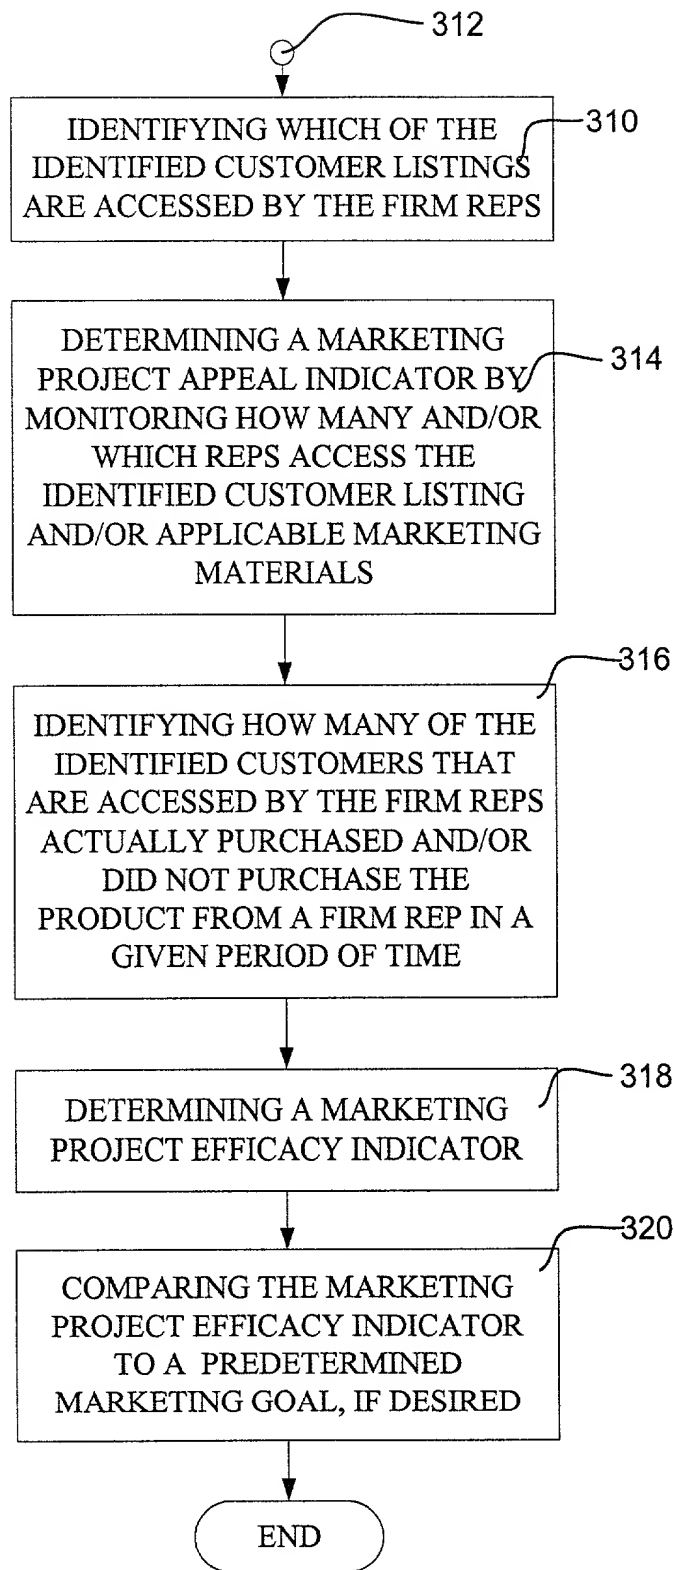 312
IDENTIFYING WHICH OF THE
310
IDENTIFIED CUSTOMER LISTINGS
ARE ACCESSED BY THE FIRM REPS
DETERMINING A MARKETING
PROJECT APPEAL INDICATOR BY
314
MONITORING HOW MANY AND/OR
WHICH REPS ACCESS THE
IDENTIFIED CUSTOMER LISTING
AND/OR APPLICABLE MARKETING
MATERIALS
316
IDENTIFYING HOW MANY OF THE
IDENTIFIED CUSTOMERS THAT
ARE ACCESSED BY THE FIRM REPS
ACTUALLY PURCHASED AND/OR
DID NOT PURCHASE THE
PRODUCT FROM A FIRM REP IN A
GIVEN PERIOD OF TIME
318
DETERMINING A MARKETING
PROJECT EFFICACY INDICATOR
320
COMPARING THE MARKETING
PROJECT EFFICACY INDICATOR
TO A PREDETERMINED
MARKETING GOAL, IF DESIRED
END